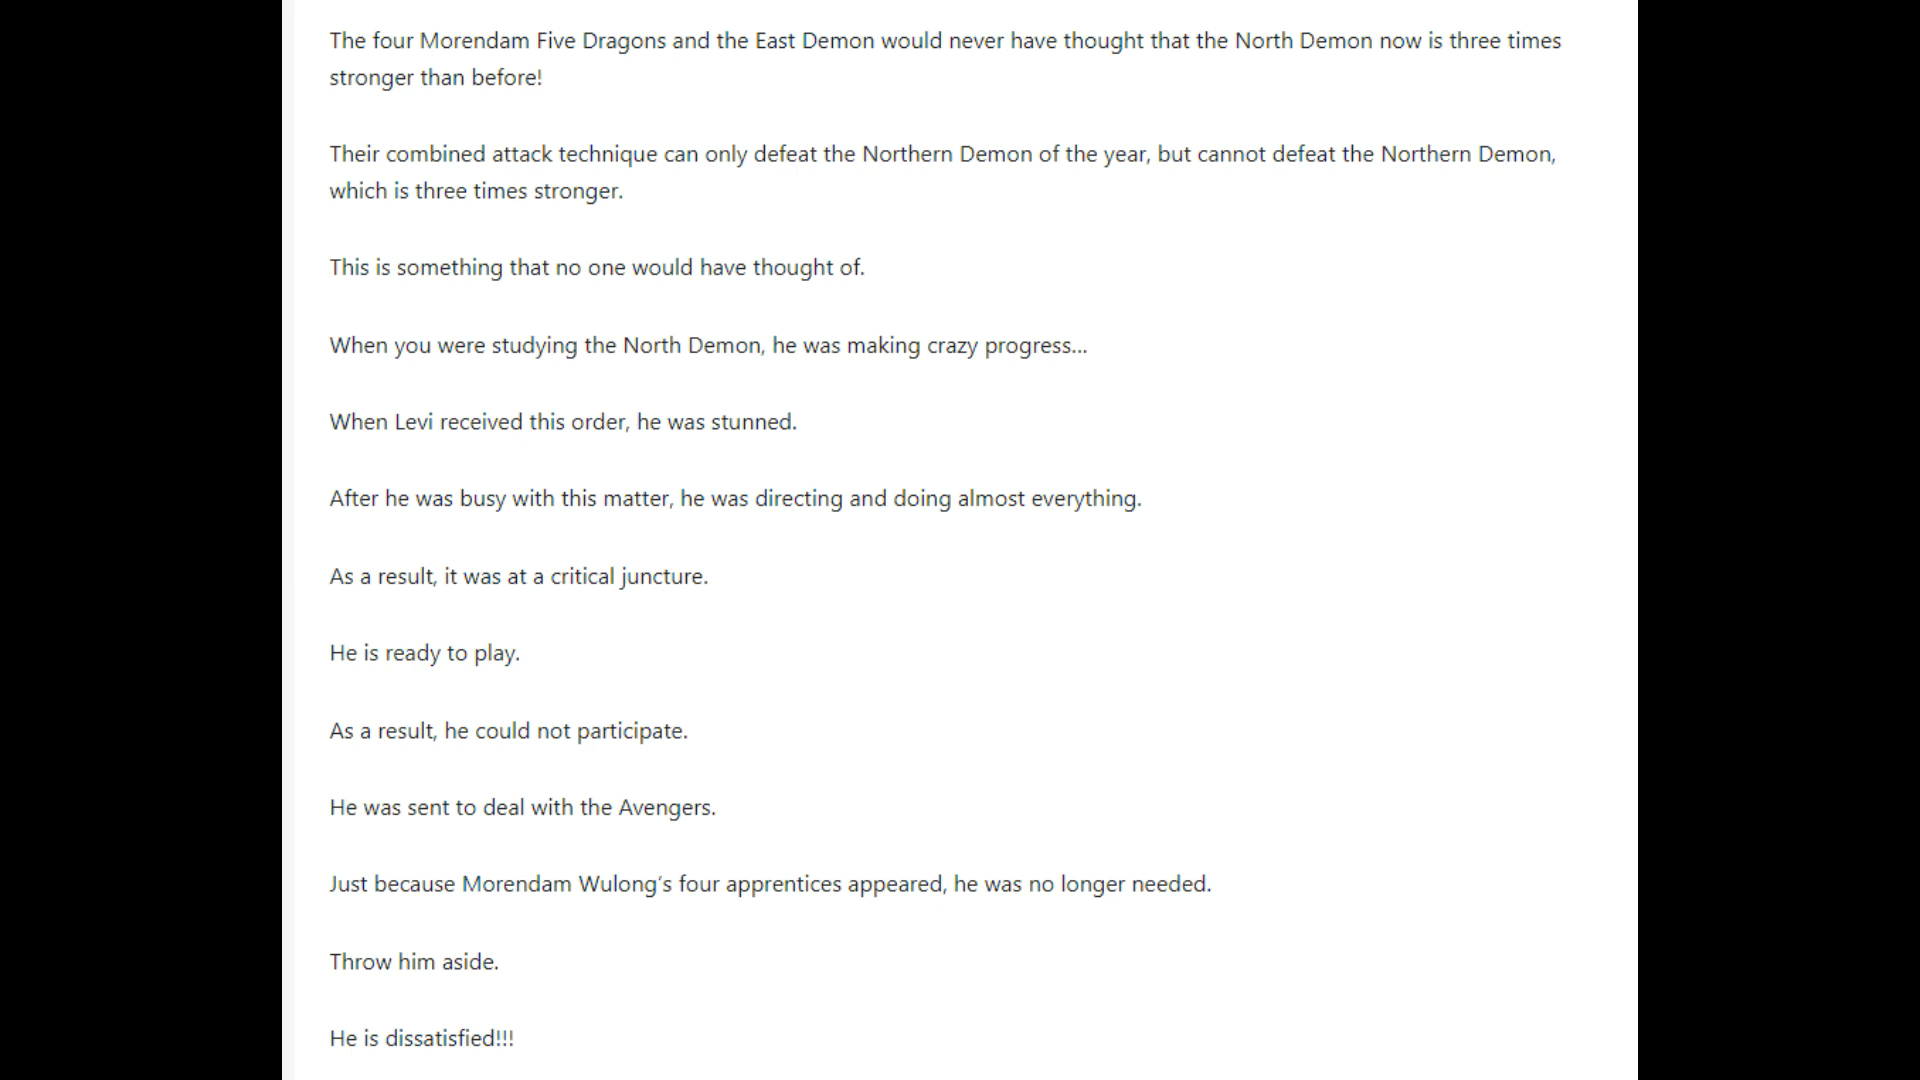 The four Morendam Five Dragons and the East Demon would never have thought that the North Demon now is three times
stronger than before!
Their combined attack technique can only defeat the Northern Demon of the year, but cannot defeat the Northern Demon,
which is three times stronger.
This is something that no one would have thought of.
When you were studying the North Demon, he was making crazy progress...
When Levi received this order, he was stunned.
After he was busy with this matter, he was directing and doing almost everything.
As a result, it was at a critical juncture.
He is ready to play.
As a result, he could not participate.
He was sent to deal with the Avengers.
Just because Morendam Wulong's four apprentices appeared, he was no longer needed.
Throw him aside.
He is dissatisfied!!!